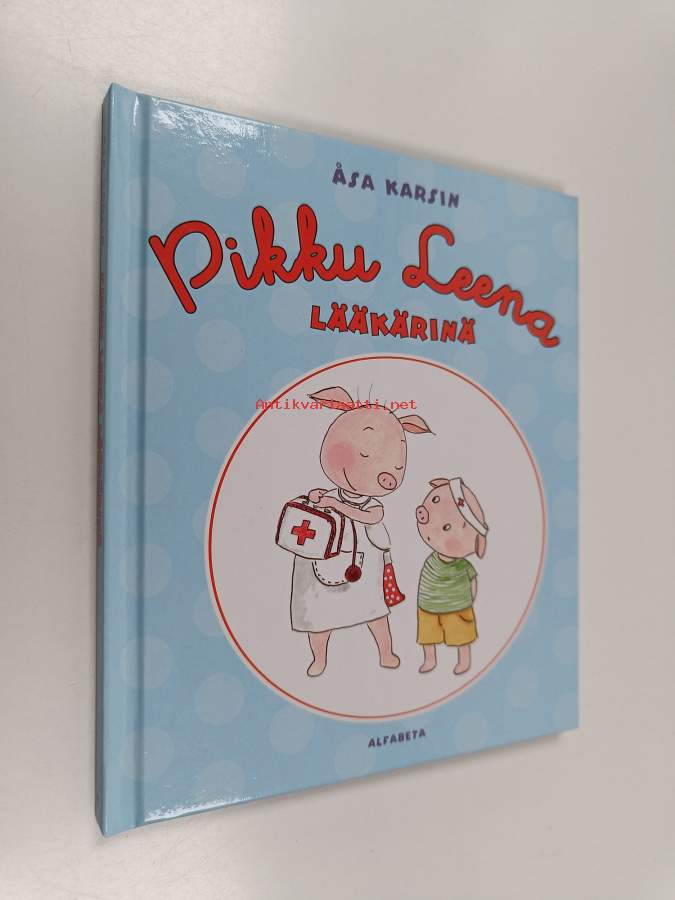 ÅSA KARSIN
Pikku Leena
LÄÄKÄRINÄ
Antikvariaatti.net
ALFABETA